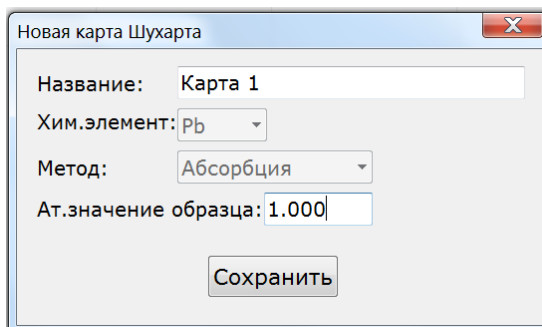 Новая карта Шухарта
Название: Карта 1
Хим.элемент: Pb
Метод: Абсорбция
Ат.значение образца: 1.000
Сохранить